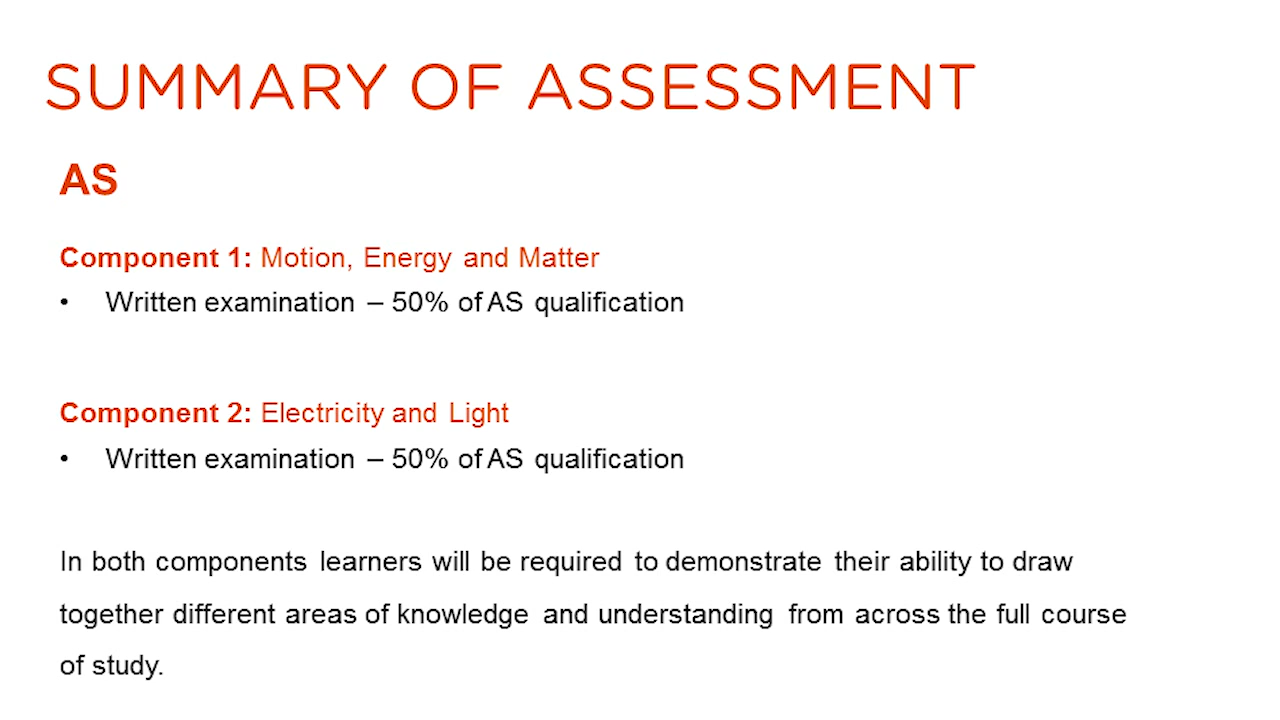 SUMMARY OF ASSESSMENT
AS
Component 1: Motion, Energy and Matter
• Written examination – 50% of AS qualification
Component 2: Electricity and Light
• Written examination – 50% of AS qualification
In both components learners will be required to demonstrate their ability to draw
together different areas of knowledge and understanding from across the full course
of study.